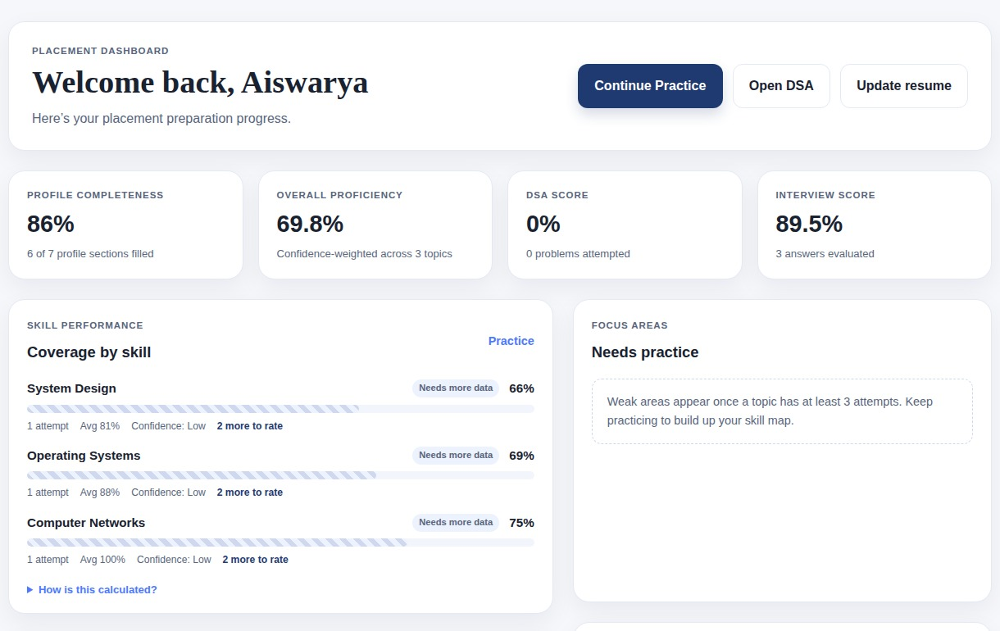 PLACEMENT DASHBOARD
Welcome back, Aiswarya
Here’s your placement preparation progress.
Continue Practice
Open DSA
Update resume
PROFILE COMPLETENESS
86%
6 of 7 profile sections filled
OVERALL PROFICIENCY
69.8%
Confidence-weighted across 3 topics
DSA SCORE
0%
0 problems attempted
INTERVIEW SCORE
89.5%
3 answers evaluated
SKILL PERFORMANCE
Coverage by skill
Practice
System Design
Needs more data 66%
1 attempt Avg 81% Confidence: Low 2 more to rate
Operating Systems
Needs more data 69%
1 attempt Avg 88% Confidence: Low 2 more to rate
Computer Networks
Needs more data 75%
1 attempt Avg 100% Confidence: Low 2 more to rate
How is this calculated?
FOCUS AREAS
Needs practice
Weak areas appear once a topic has at least 3 attempts. Keep
practicing to build up your skill map.